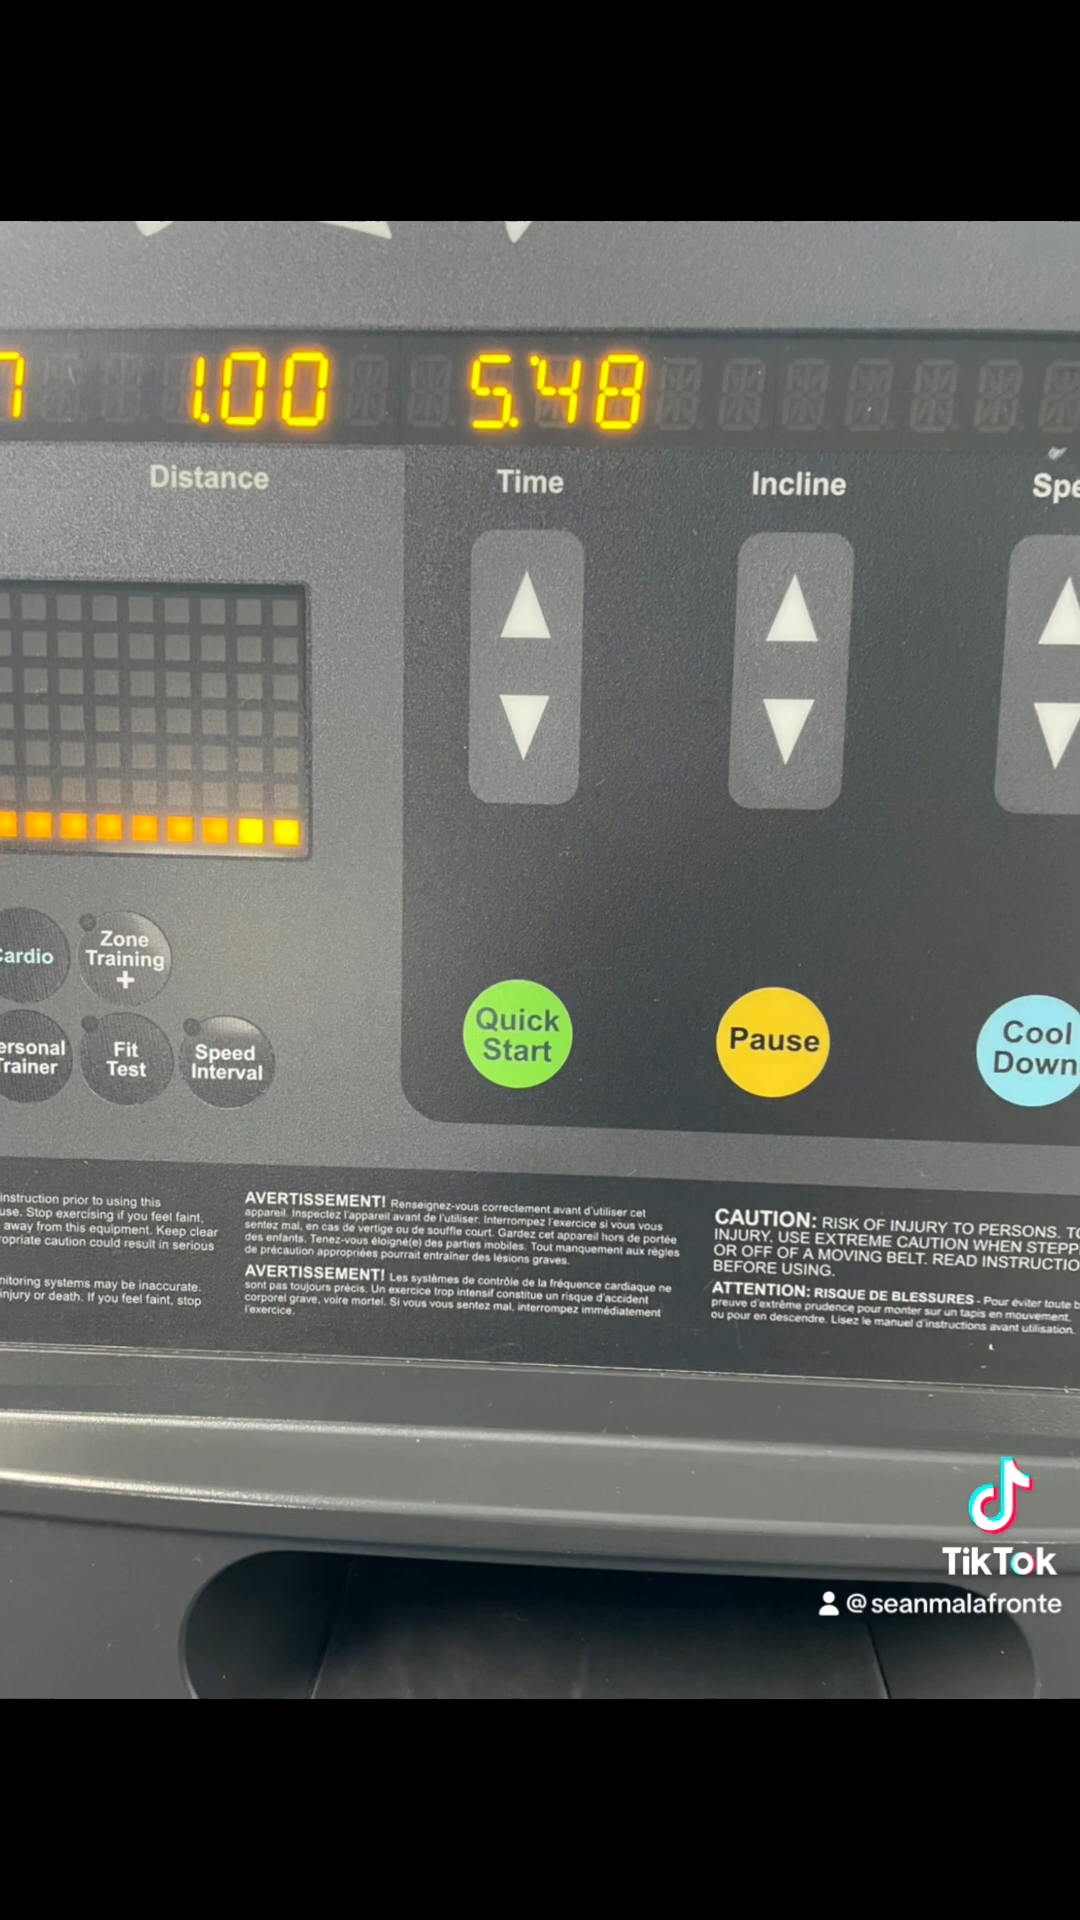 7 1.00 5:48
Distance
Time
Incline
Spe
Cardio
Zone
Training
+
ersonal
Trainer
Fit
Test
Speed
Interval
Quick
Start
Pause
Cool
Down
instruction prior to using this
use. Stop exercising if you feel faint,
away from this equipment. Keep clear
opriate caution could result in serious
nitoring systems may be inaccurate.
injury or death. If you feel faint, stop
AVERTISSEMENT! Renseignez-vous correctement avant d'utiliser cet
appareil. Inspectez l'appareil avant de l'utiliser. Interrompez l'exercice si vous vous
sentez mal, en cas de vertige ou de souffle court. Gardez cet appareil hors de portée
des enfants. Tenez-vous éloigné(e) des parties mobiles. Tout manquement aux règles
de précaution appropriées pourrait entraîner des lésions graves.
AVERTISSEMENT! Les systèmes de contrôle de la fréquence cardiaque ne
sont pas toujours précis. Un exercice trop intensif constitue un risque d'accident
corporel grave, voire mortel. Si vous vous sentez mal, interrompez immédiatement
l'exercice.
CAUTION: RISK OF INJURY TO PERSONS. TO
INJURY, USE EXTREME CAUTION WHEN STEPP
OR OFF OF A MOVING BELT. READ INSTRUCTIO
BEFORE USING.
ATTENTION: RISQUE DE BLESSURES - Pour éviter toute b
preuve d'extrême prudence pour monter sur un tapis en mouvement,
ou pour en descendre. Lisez le manuel d'instructions avant utilisation.
TikTok
@seanmalafronte